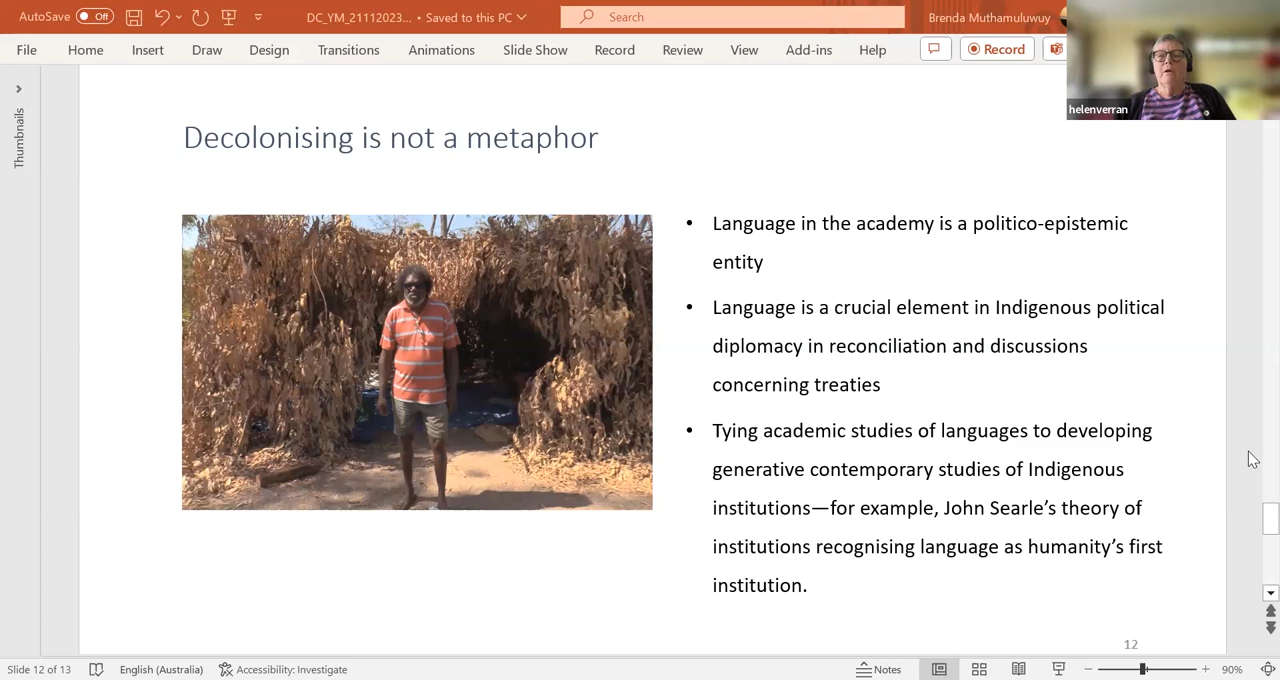 AutoSave Off DC_YM_21112023... • Saved to this PC Search Brenda Muthamuluwuy
File Home Insert Draw Design Transitions Animations Slide Show Record Review View Add-ins Help Record
helenverran
Thumbnails
Decolonising is not a metaphor
• Language in the academy is a politico-epistemic
entity
• Language is a crucial element in Indigenous political
diplomacy in reconciliation and discussions
concerning treaties
• Tying academic studies of languages to developing
generative contemporary studies of Indigenous
institutions—for example, John Searle’s theory of
institutions recognising language as humanity’s first
institution.
12
Slide 12 of 13 English (Australia) Accessibility: Investigate Notes 90%